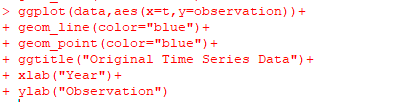 > ggplot(data,aes(x=t,y=observation))+
+ geom_line(color="blue")+
+ geom_point(color="blue")+
+ ggtitle("Original Time Series Data")+
+ xlab("Year")+
+ ylab("Observation")